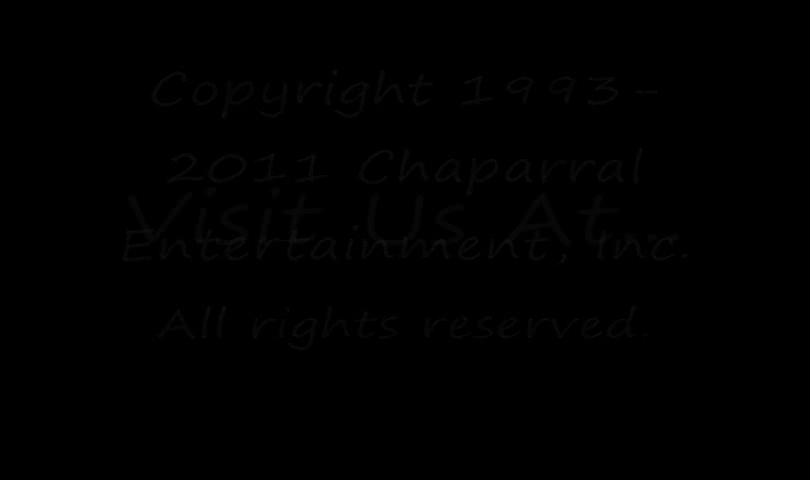 Copyright 1993-
2011 Chaparral
Visit Us At...
Entertainment, Inc.
All rights reserved.